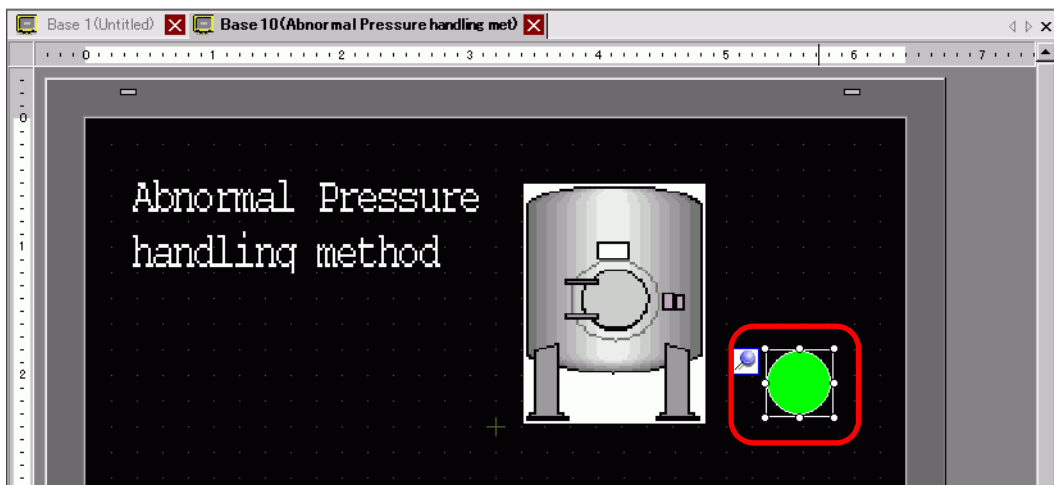 Base 1(Untitled) Base 10(Abnormal Pressure handling met)
0 1 2 3 4 5 6 7
0
Abnormal Pressure
handling method
1
2